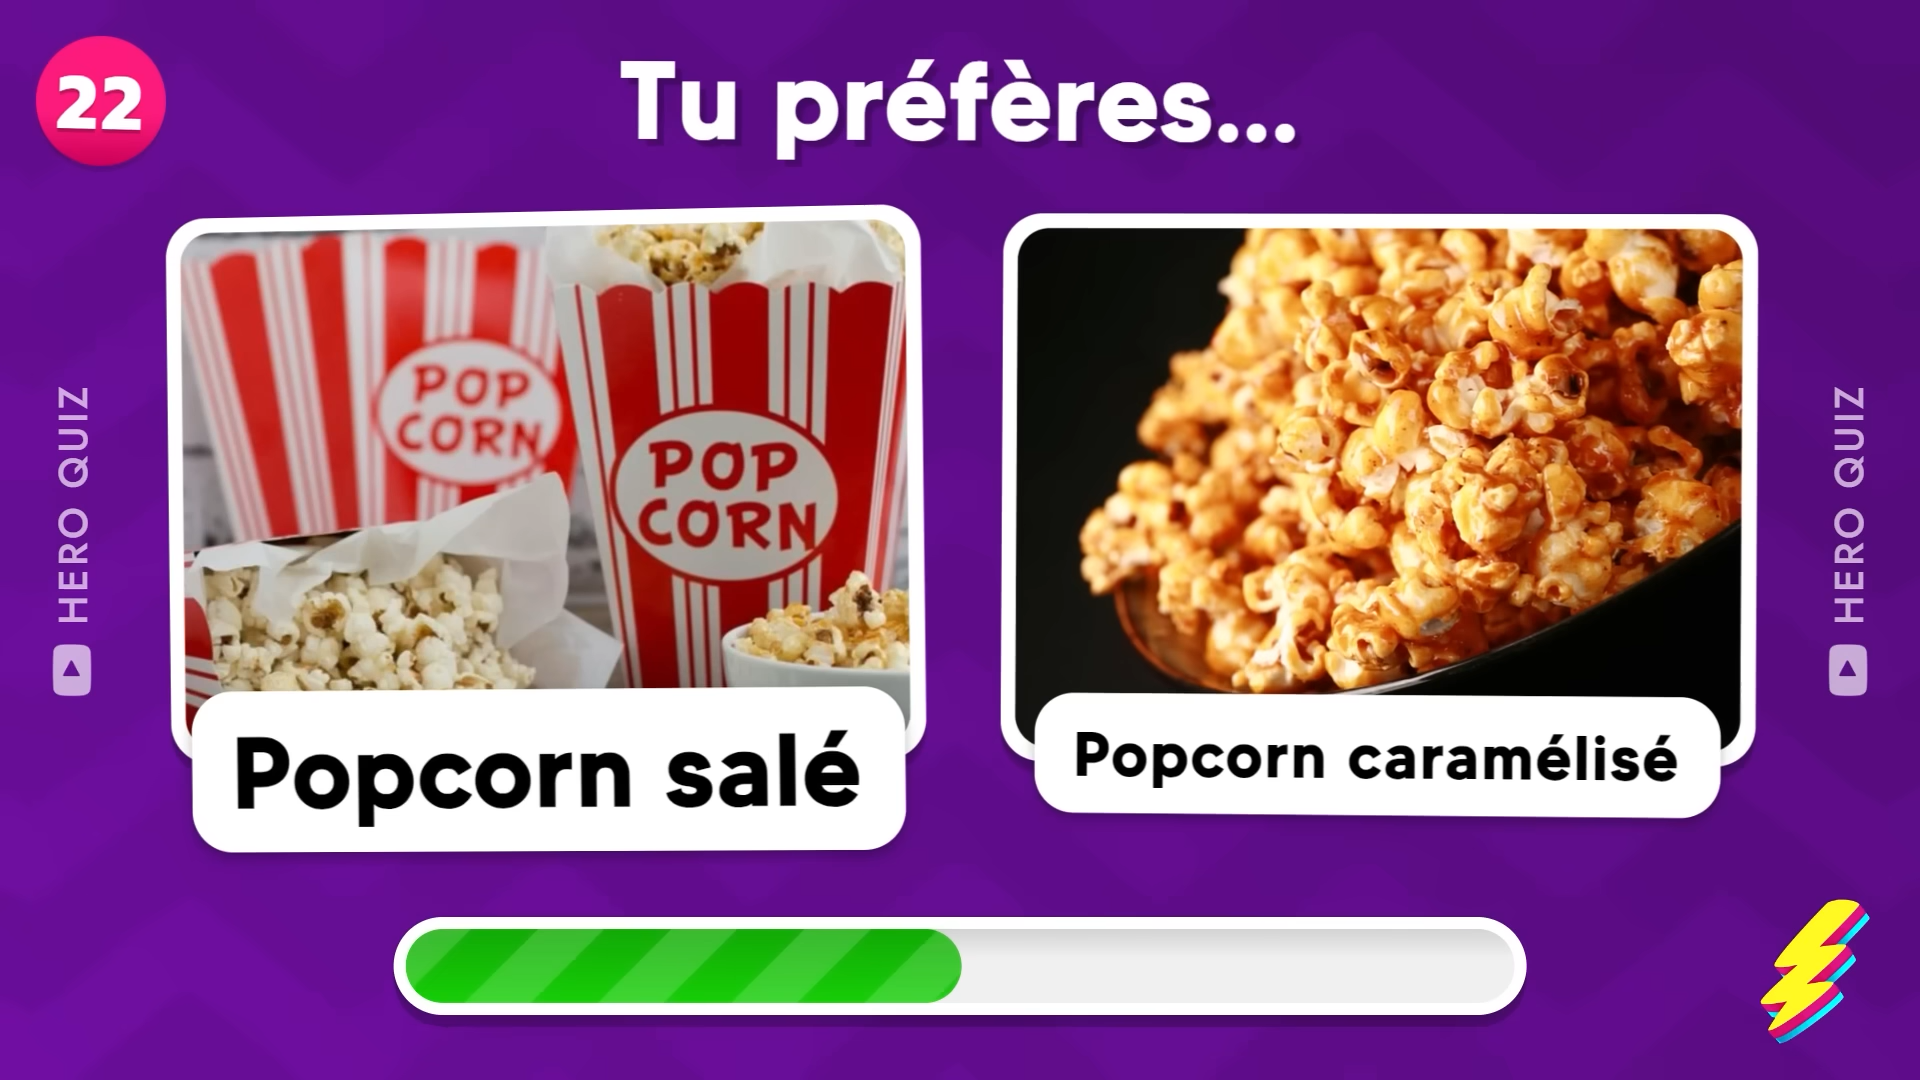 22
Tu préfères...
HERO QUIZ
POP
CORN
POP
CORN
Popcorn salé
Popcorn caramélisé
HERO QUIZ